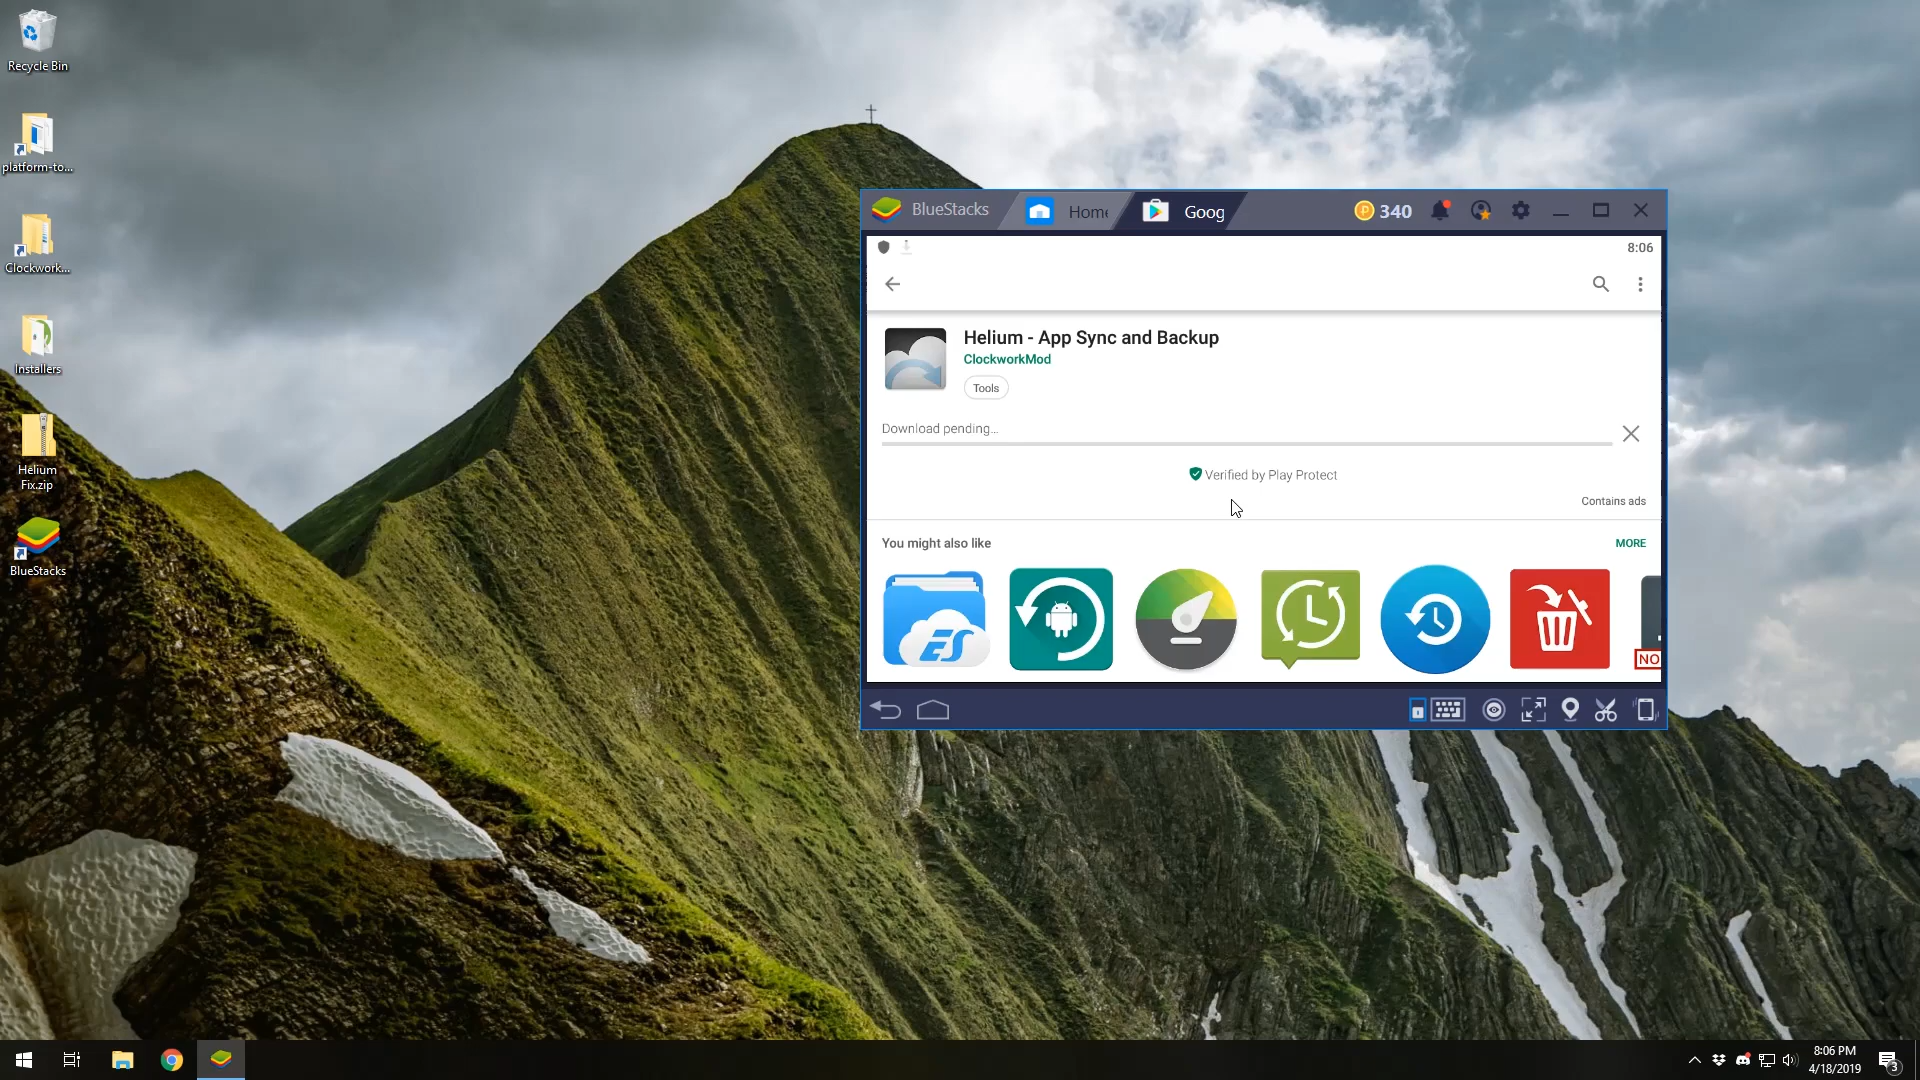 Recycle Bin
platform-to...
Clockwork...
Installers
Helium
Fix.zip
BlueStacks
BlueStacks
Home
Goog
P 340
8:06
Helium - App Sync and Backup
ClockworkMod
Tools
Download pending...
Verified by Play Protect
Contains ads
You might also like
MORE
ES
NO
8:06 PM
4/18/2019
3